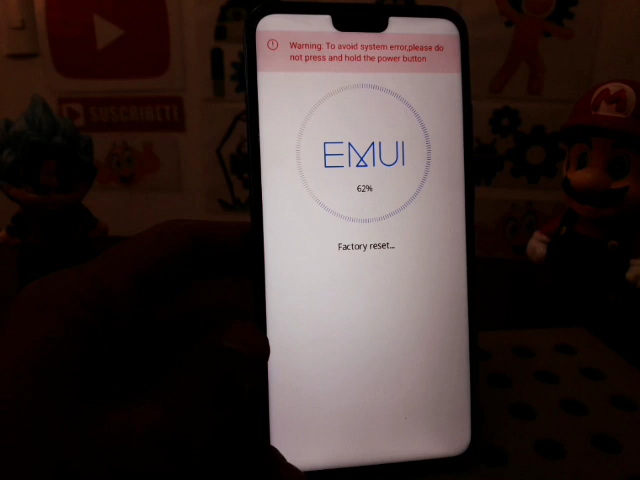 Warning: To avoid system error,please do
not press and hold the power button
EMUI
62%
Factory reset...
SUSCRIBETE
M